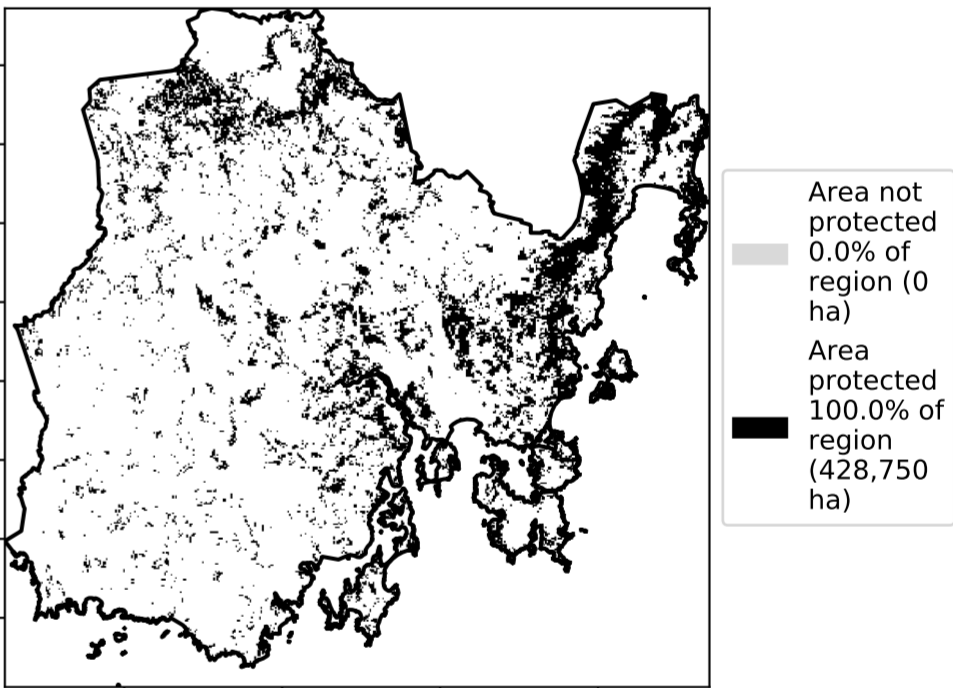 Area not
protected
0.0% of
region (0
ha)
Area
protected
100.0% of
region
(428,750
ha)